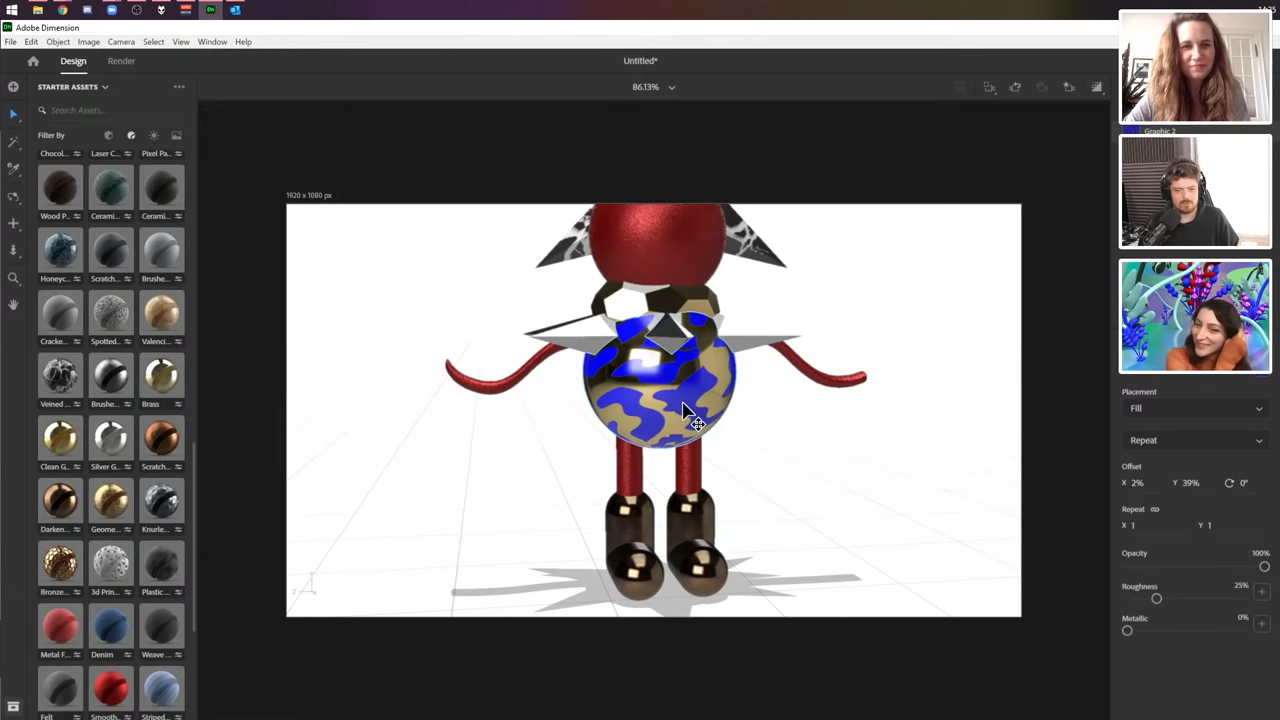 Adobe Dimension
File Edit Object Image Camera Select View Window Help
Design Render Untitled*
STARTER ASSETS
86.13%
Search Assets...
Filter By
Graphic 2
Chocol... Laser C... Pixel Pa...
1920 x 1080 px
Wood P... Cerami... Cerami...
Honeyc... Scratch... Brushe...
Cracke... Spotted... Valenci...
Veined ... Brushe... Brass
Placement
Fill
Repeat
Clean G... Silver G... Scratch...
Offset
X 2% Y 39% 0°
Repeat
X 1 Y 1
Darken... Geome... Knurle...
Opacity 100%
Bronze... 3d Prin... Plastic ...
Roughness 25%
Metallic 0%
Metal F... Denim Weave ...
Felt Smooth... Striped...